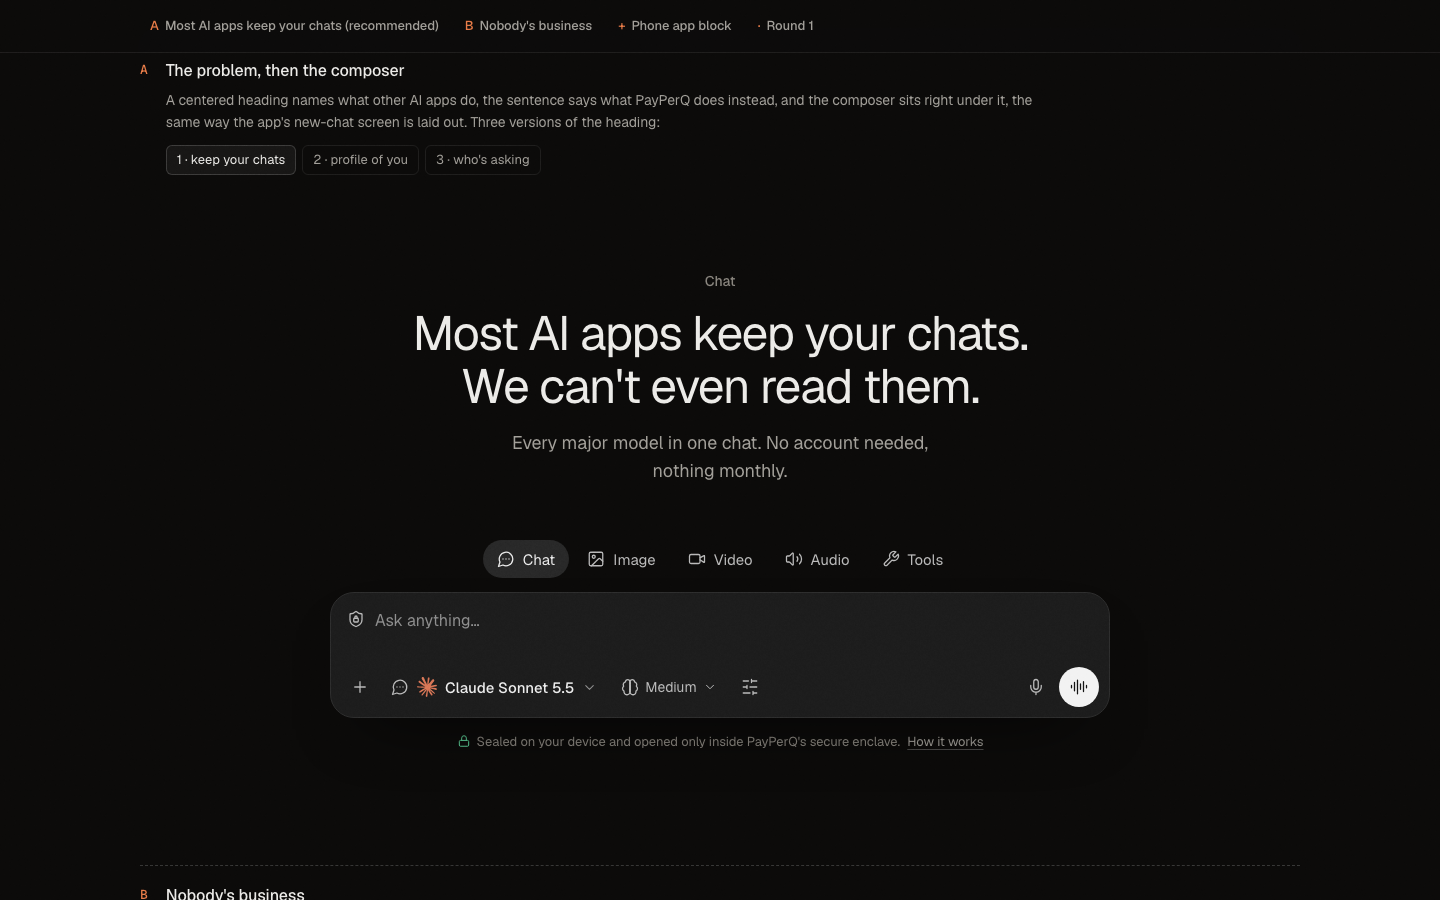 A Most AI apps keep your chats (recommended) B Nobody's business + Phone app block · Round 1
A The problem, then the composer
A centered heading names what other AI apps do, the sentence says what PayPerQ does instead, and the composer sits right under it, the
same way the app's new-chat screen is laid out. Three versions of the heading:
1 · keep your chats 2 · profile of you 3 · who's asking
Chat
Most AI apps keep your chats.
We can't even read them.
Every major model in one chat. No account needed,
nothing monthly.
Chat Image Video Audio Tools
Ask anything...
Claude Sonnet 5.5 Medium
Sealed on your device and opened only inside PayPerQ's secure enclave. How it works
B Nobody's business